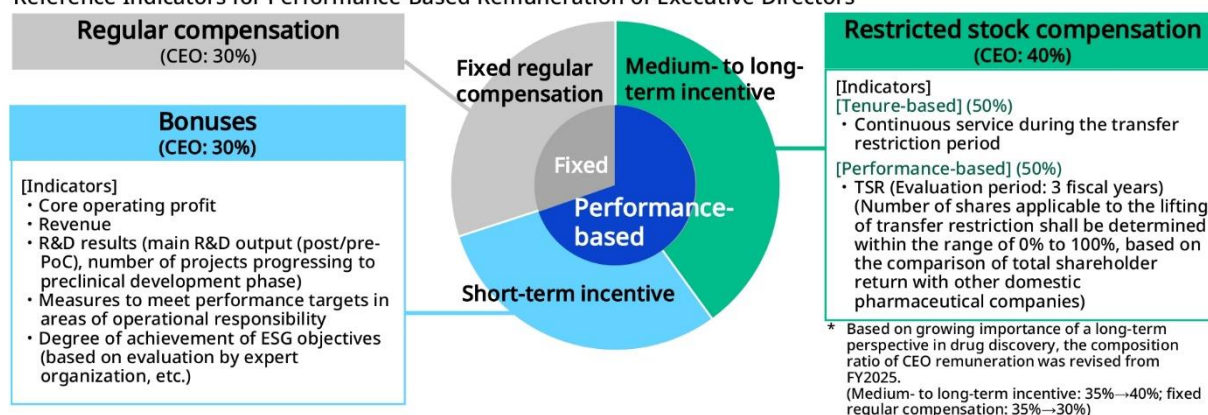 Reference Indicators for Performance-Based Remuneration of Executive Directors
Regular compensation
(CEO: 30%)
Bonuses
(CEO: 30%)
[Indicators]
・Core operating profit
・Revenue
・R&D results (main R&D output (post/pre-
PoC), number of projects progressing to
preclinical development phase)
・Measures to meet performance targets in
areas of operational responsibility
・Degree of achievement of ESG objectives
(based on evaluation by expert
organization, etc.)
Fixed regular
compensation
Medium- to long-
term incentive
Fixed
Performance-
based
Short-term incentive
Restricted stock compensation
(CEO: 40%)
[Indicators]
[Tenure-based] (50%)
・Continuous service during the transfer
restriction period
[Performance-based] (50%)
・TSR (Evaluation period: 3 fiscal years)
(Number of shares applicable to the lifting
of transfer restriction shall be determined
within the range of 0% to 100%, based on
the comparison of total shareholder
return with other domestic
pharmaceutical companies)
* Based on growing importance of a long-term
perspective in drug discovery, the composition
ratio of CEO remuneration was revised from
FY2025.
(Medium- to long-term incentive: 35%→40%; fixed
regular compensation: 35%→30%)